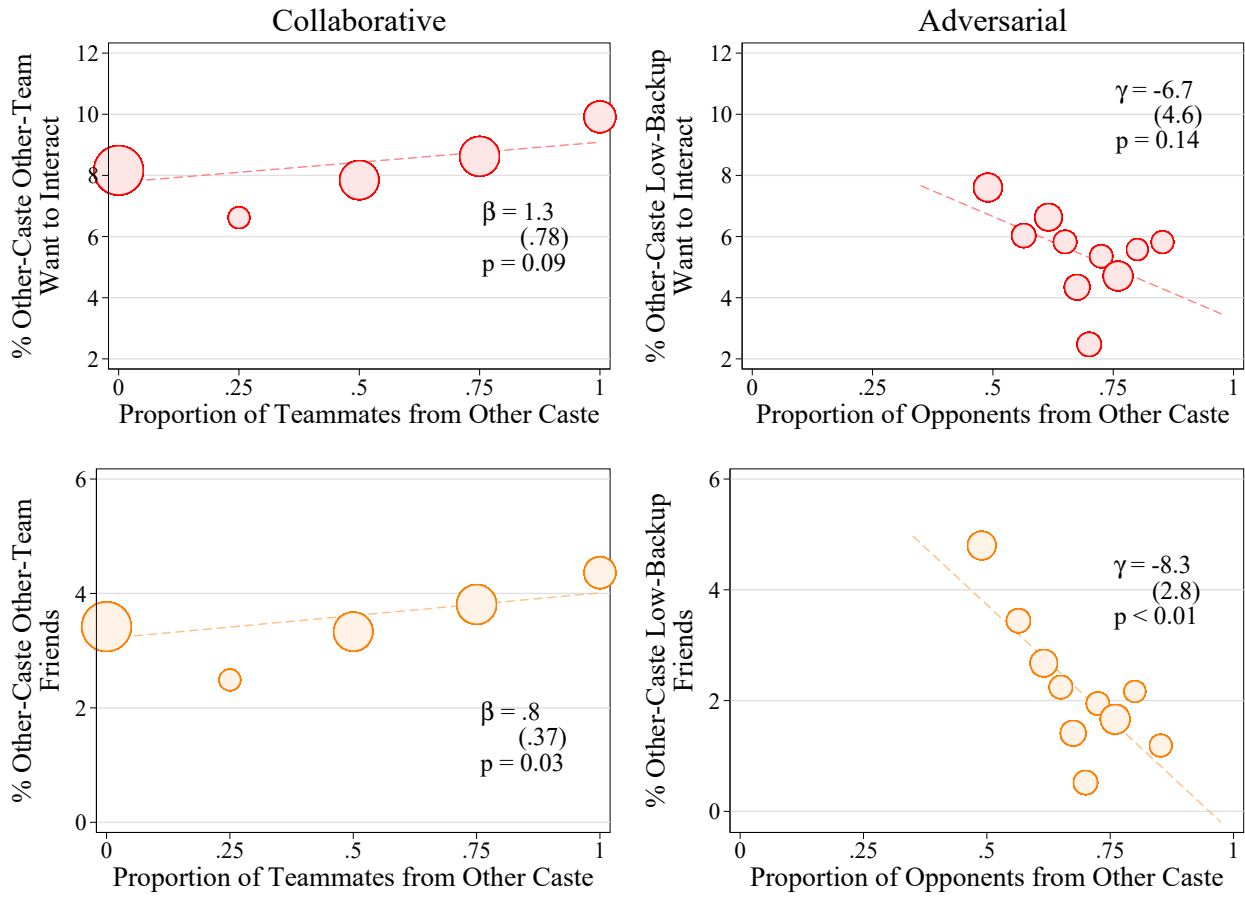 Collaborative
% Other-Caste Other-Team
Want to Interact
12
10
8
6
4
2
β = 1.3
(.78)
p = 0.09
0 .25 .5 .75 1
Proportion of Teammates from Other Caste
Adversarial
% Other-Caste Low-Backup
Want to Interact
12
10
8
6
4
2
γ = -6.7
(4.6)
p = 0.14
0 .25 .5 .75 1
Proportion of Opponents from Other Caste
% Other-Caste Other-Team
Friends
6
4
2
0
β = .8
(.37)
p = 0.03
0 .25 .5 .75 1
Proportion of Teammates from Other Caste
% Other-Caste Low-Backup
Friends
6
4
2
0
γ = -8.3
(2.8)
p < 0.01
0 .25 .5 .75 1
Proportion of Opponents from Other Caste